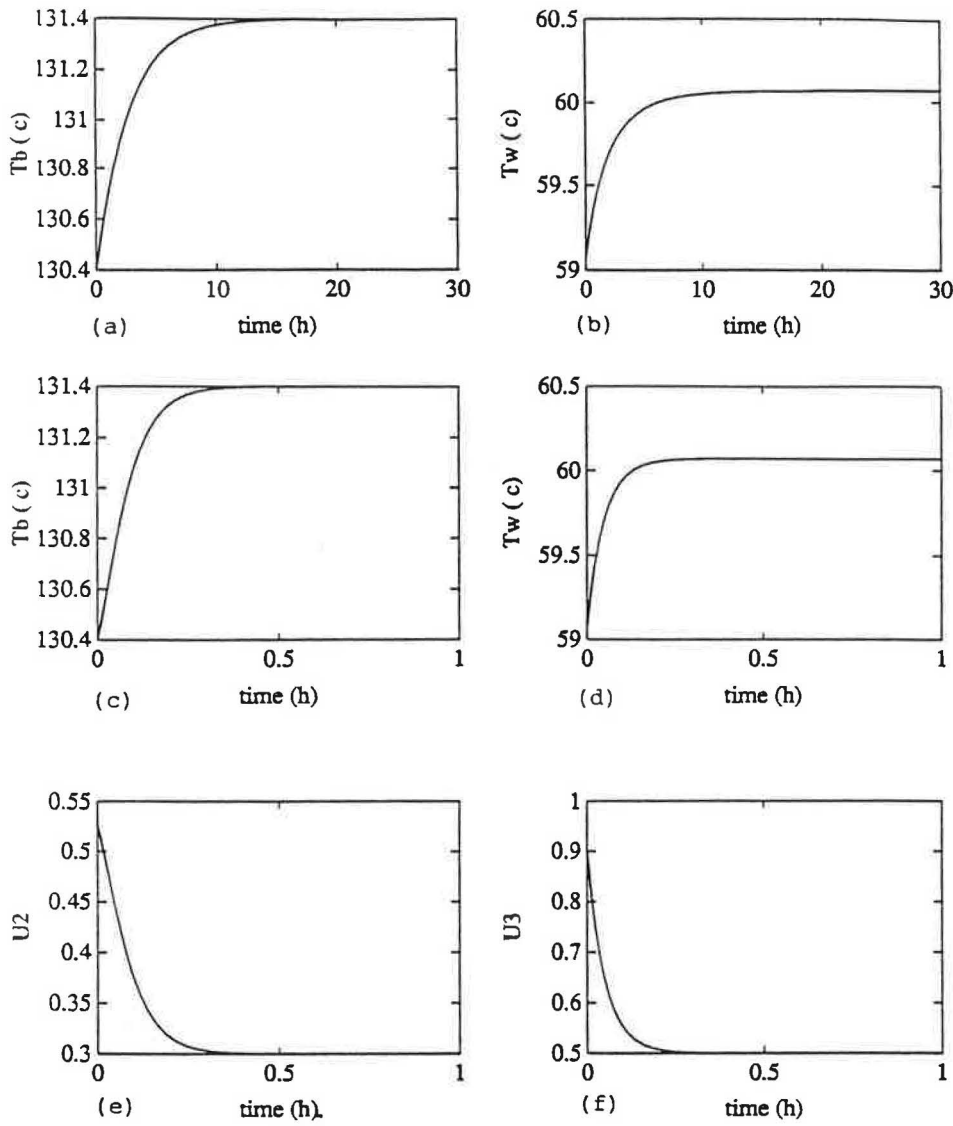 131.4
131.2
131
130.8
130.6
130.4
Tb ( c)
0 10 20 30
(a) time (h)
60.5
60
59.5
59
Tw ( c)
0 10 20 30
(b) time (h)
131.4
131.2
131
130.8
130.6
130.4
Tb ( c)
0 0.5 1
(c) time (h)
60.5
60
59.5
59
Tw ( c)
0 0.5 1
(d) time (h)
0.55
0.5
0.45
0.4
0.35
0.3
U2
0 0.5 1
(e) time (h).
1
0.9
0.8
0.7
0.6
0.5
U3
0 0.5 1
(f) time (h)